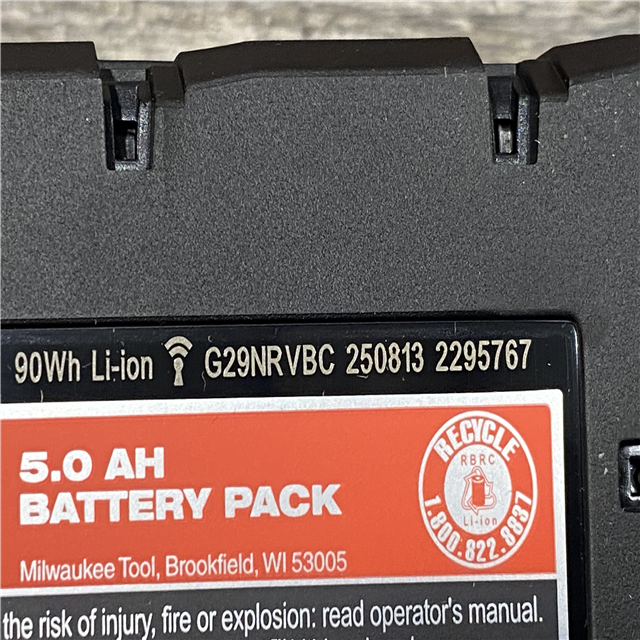 90Wh Li-ion G29NRVBC 250813 2295767
5.0 AH
BATTERY PACK
Milwaukee Tool, Brookfield, WI 53005
RECYCLE
RBRC
Li-ion
1.800.822.8837
the risk of injury, fire or explosion: read operator's manual.